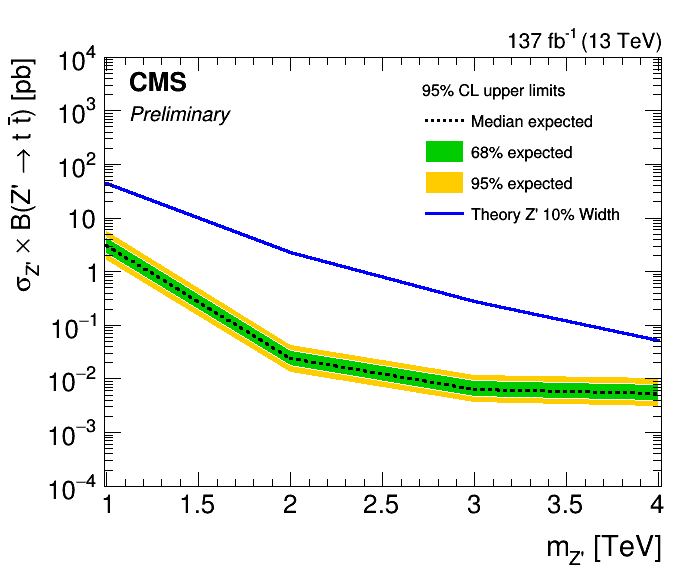 137 fb⁻¹ (13 TeV)
CMS
Preliminary
95% CL upper limits
Median expected
68% expected
95% expected
Theory Z' 10% Width
σ_Z' × B(Z' → t t̄) [pb]
10⁴
10³
10²
10
1
10⁻¹
10⁻²
10⁻³
10⁻⁴
1 1.5 2 2.5 3 3.5 4
m_Z' [TeV]